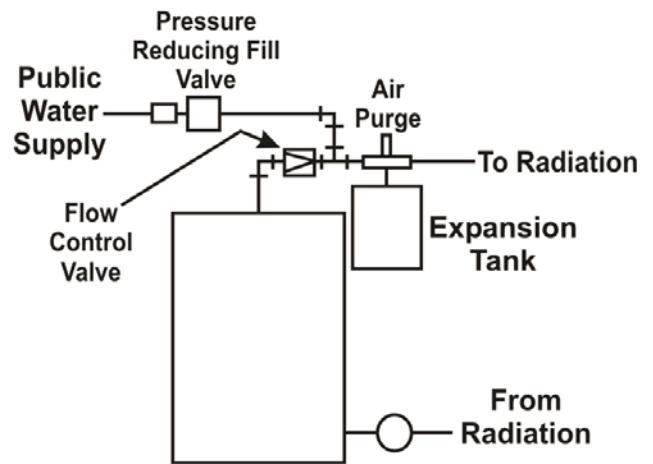 Pressure
Reducing Fill
Valve
Public
Water
Supply
Air
Purge
To Radiation
Flow
Control
Valve
Expansion
Tank
From
Radiation